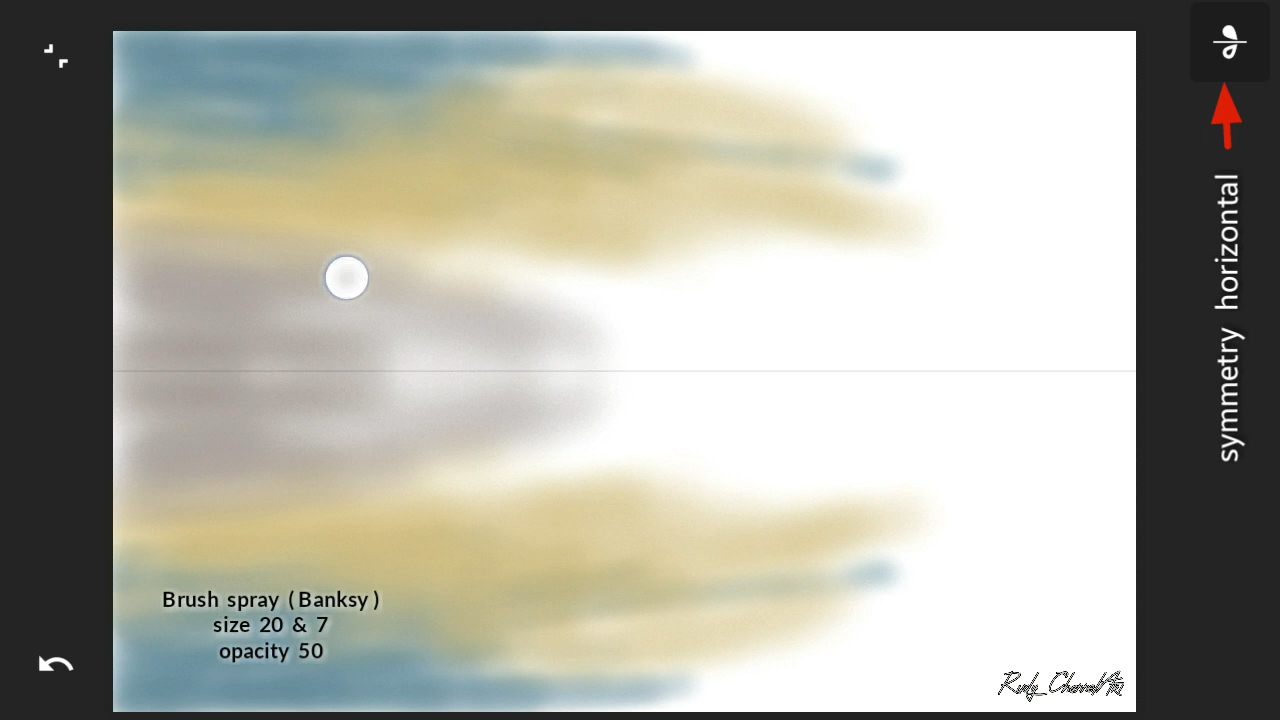 symmetry horizontal
Brush spray (Banksy)
size 20 & 7
opacity 50